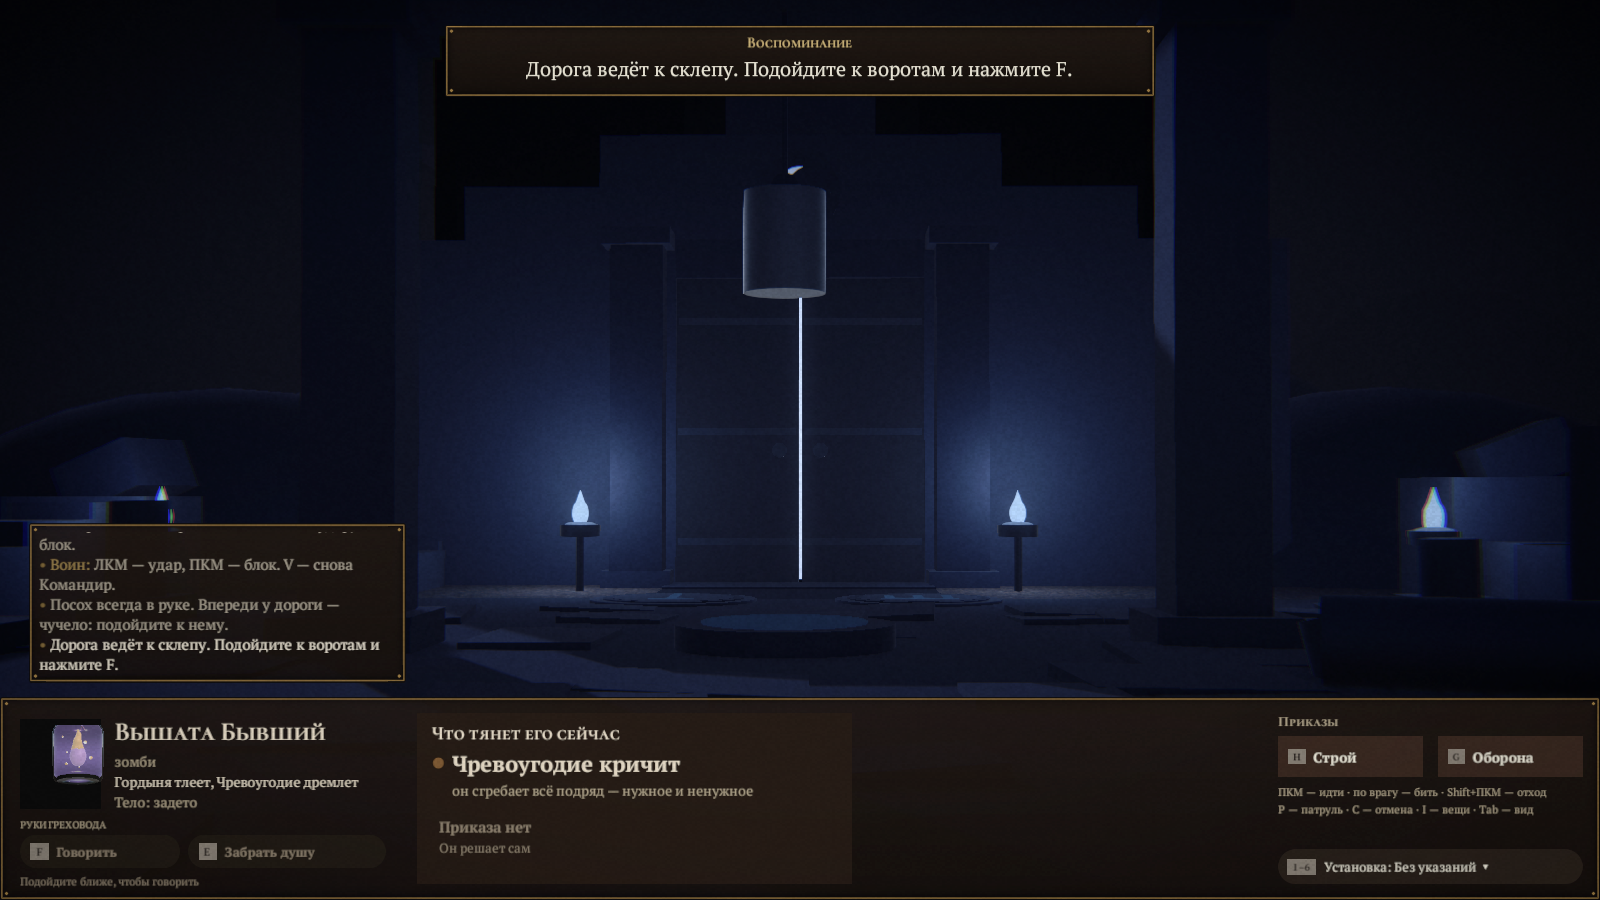 Воспоминание
Дорога ведёт к склепу. Подойдите к воротам и нажмите F.
блок.
• Воин: ЛКМ — удар, ПКМ — блок. V — снова
Командир.
• Посох всегда в руке. Впереди у дороги —
чучело: подойдите к нему.
• Дорога ведёт к склепу. Подойдите к воротам и
нажмите F.
Вышата Бывший
зомби
Гордыня тлеет, Чревоугодие дремлет
Тело: задето
РУКИ ГРЕХОВОДА
F Говорить
E Забрать душу
Подойдите ближе, чтобы говорить
Что тянет его сейчас
Чревоугодие кричит
он сгребает всё подряд — нужное и ненужное
Приказа нет
Он решает сам
Приказы
H Строй
G Оборона
ПКМ — идти · по врагу — бить · Shift+ПКМ — отход
P — патруль · C — отмена · I — вещи · Tab — вид
1–6 Установка: Без указаний ▾